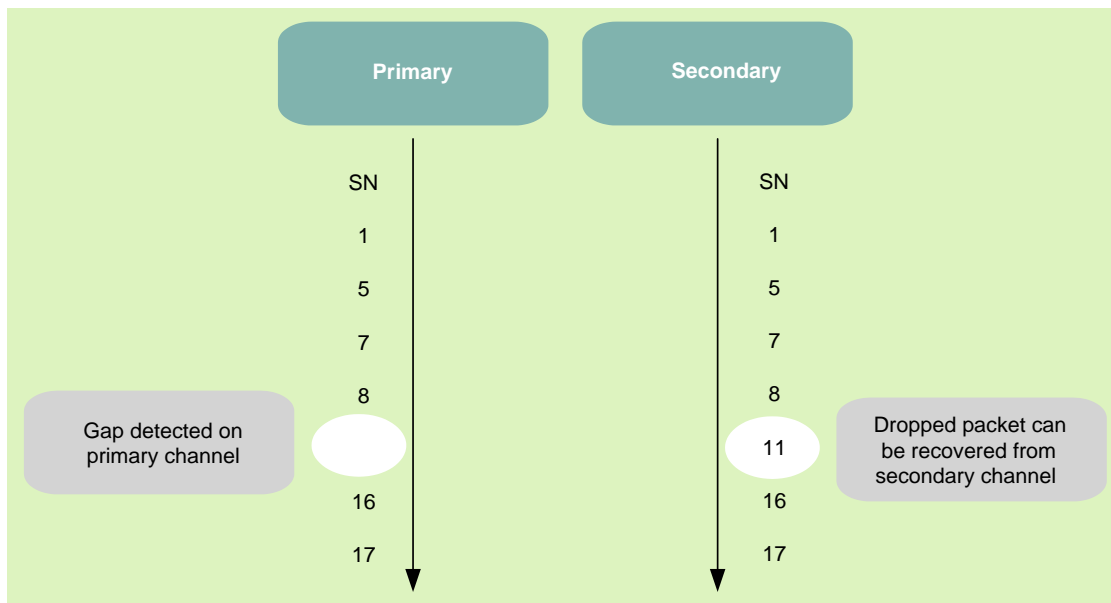 Primary
Secondary
SN
SN
1
1
5
5
7
7
8
8
Gap detected on
primary channel
11
Dropped packet can
be recovered from
secondary channel
16
16
17
17